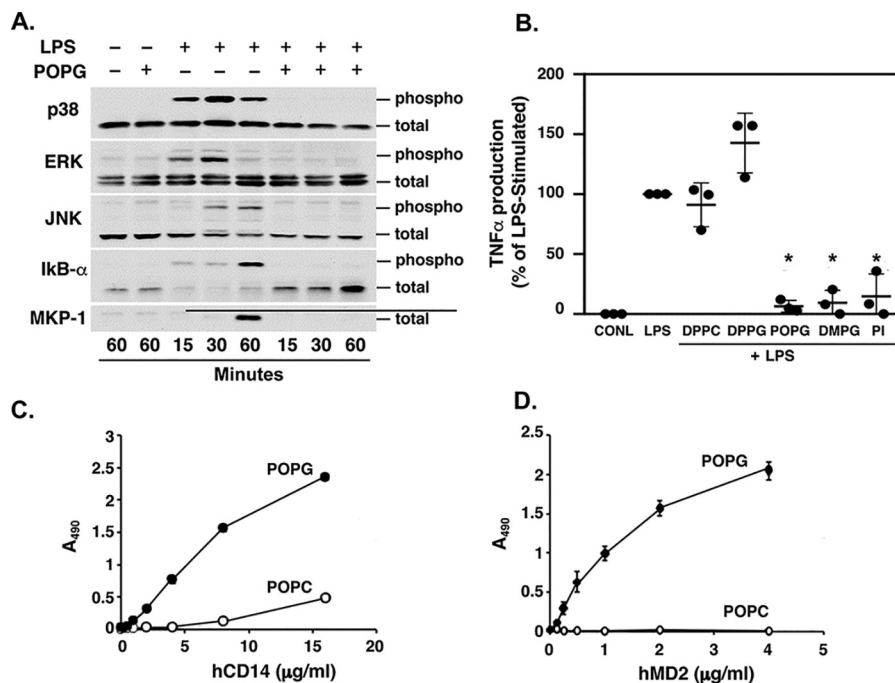 A.
LPS – – + + + + + +
POPG – + – – – + + +
p38 phospho
total
ERK phospho
total
JNK phospho
total
IkB-α phospho
total
MKP-1 total
60 60 15 30 60 15 30 60
Minutes
B.
TNFα production
(% of LPS-Stimulated)
200
150
100
50
0
* * *
CONL LPS DPPC DPPG POPG DMPG PI
+ LPS
C.
A490
3
2.5
2
1.5
1
0.5
0
POPG
POPC
0 5 10 15 20
hCD14 (µg/ml)
D.
A490
2.5
2
1.5
1
0.5
0
POPG
POPC
0 1 2 3 4 5
hMD2 (µg/ml)